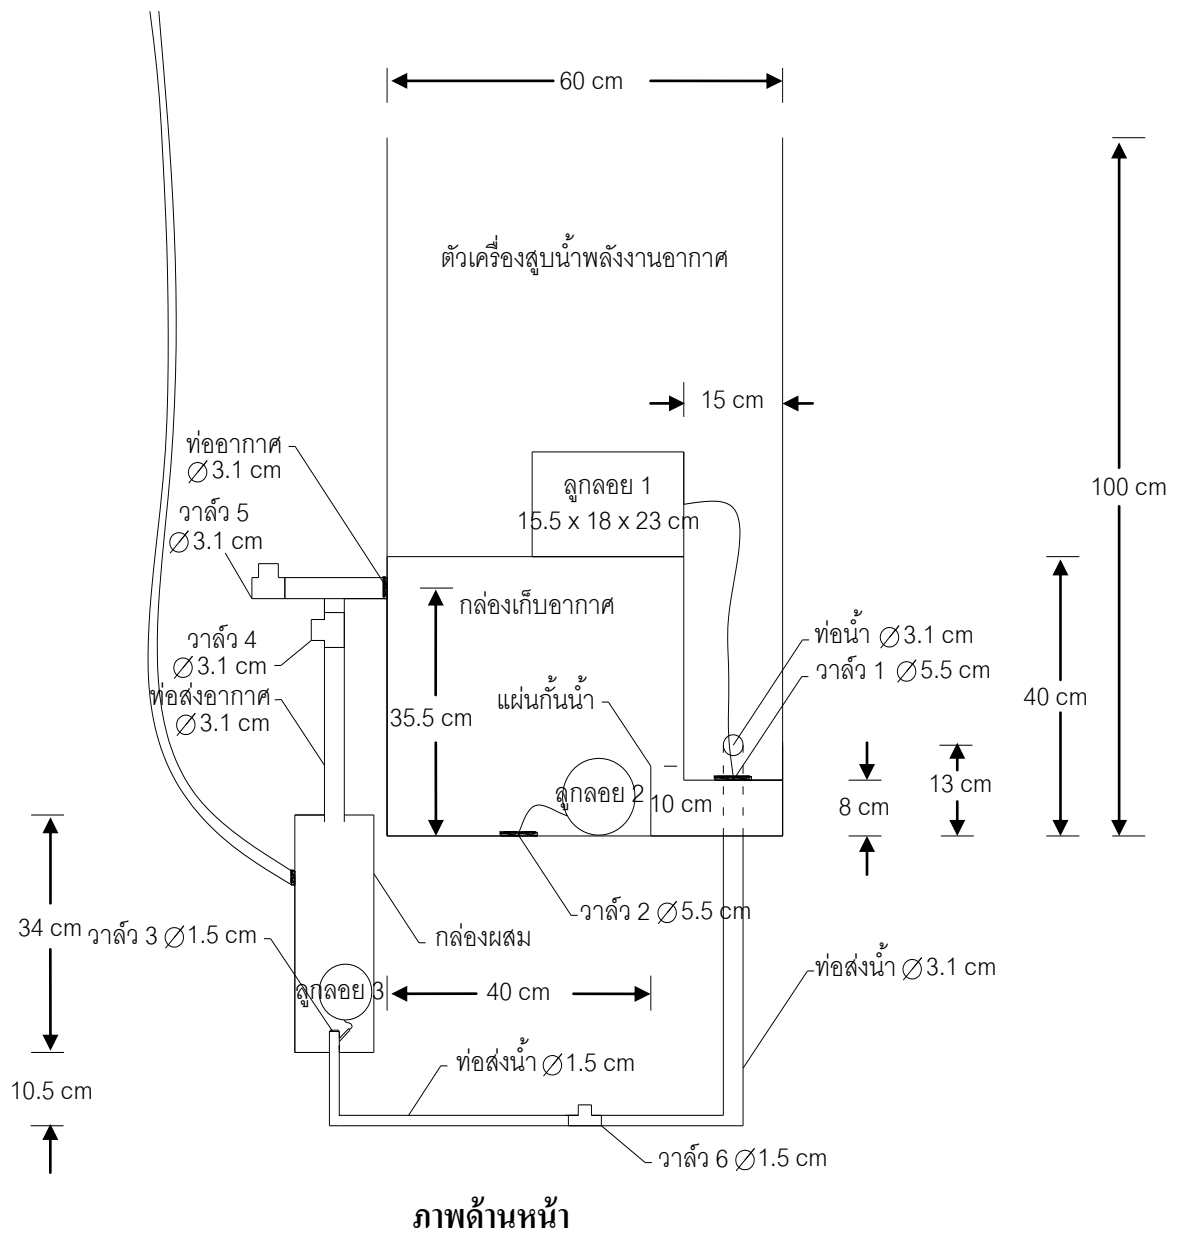 60 cm
ตัวเครื่องสูบน้ำพลังงานอากาศ
15 cm
ท่ออากาศ
∅3.1 cm
ลูกลอย 1
15.5 x 18 x 23 cm
100 cm
วาล์ว 5
∅3.1 cm
กล่องเก็บอากาศ
วาล์ว 4
∅3.1 cm
ท่อน้ำ ∅3.1 cm
วาล์ว 1 ∅5.5 cm
ท่อส่งอากาศ
∅3.1 cm
แผ่นกั้นน้ำ
40 cm
35.5 cm
13 cm
ลูกลอย 2
10 cm
8 cm
วาล์ว 2 ∅5.5 cm
34 cm
วาล์ว 3 ∅1.5 cm
กล่องผสม
ท่อส่งน้ำ ∅3.1 cm
ลูกลอย 3
40 cm
ท่อส่งน้ำ ∅1.5 cm
10.5 cm
วาล์ว 6 ∅1.5 cm
ภาพด้านหน้า